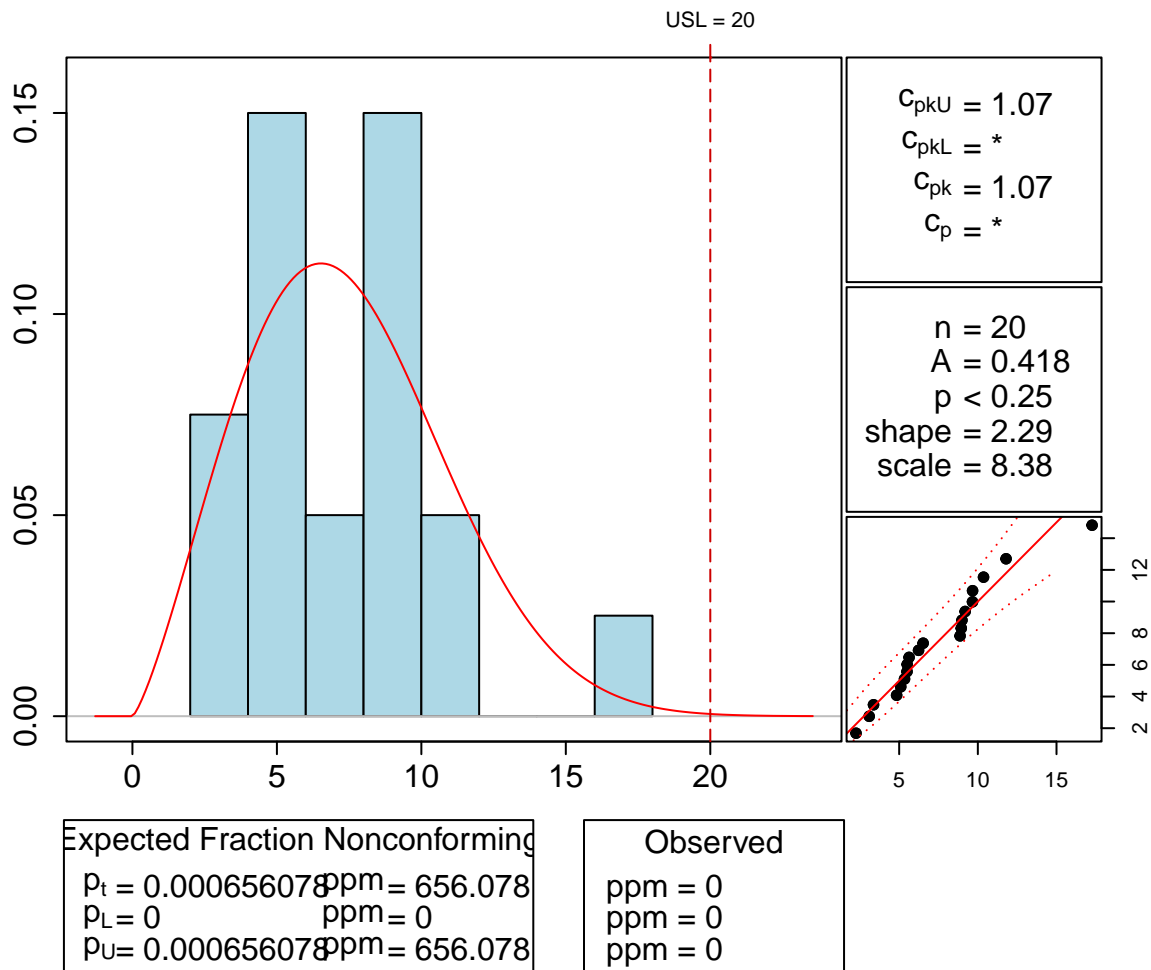 USL = 20
0.15
0.10
0.05
0.00
0 5 10 15 20
cpkU = 1.07
cpkL = *
cpk = 1.07
cp = *
n = 20
A = 0.418
p < 0.25
shape = 2.29
scale = 8.38
12
8
6
4
2
5 10 15
Expected Fraction Nonconforming
pt = 0.000656078 ppm = 656.078
pL = 0 ppm = 0
pU = 0.000656078 ppm = 656.078
Observed
ppm = 0
ppm = 0
ppm = 0